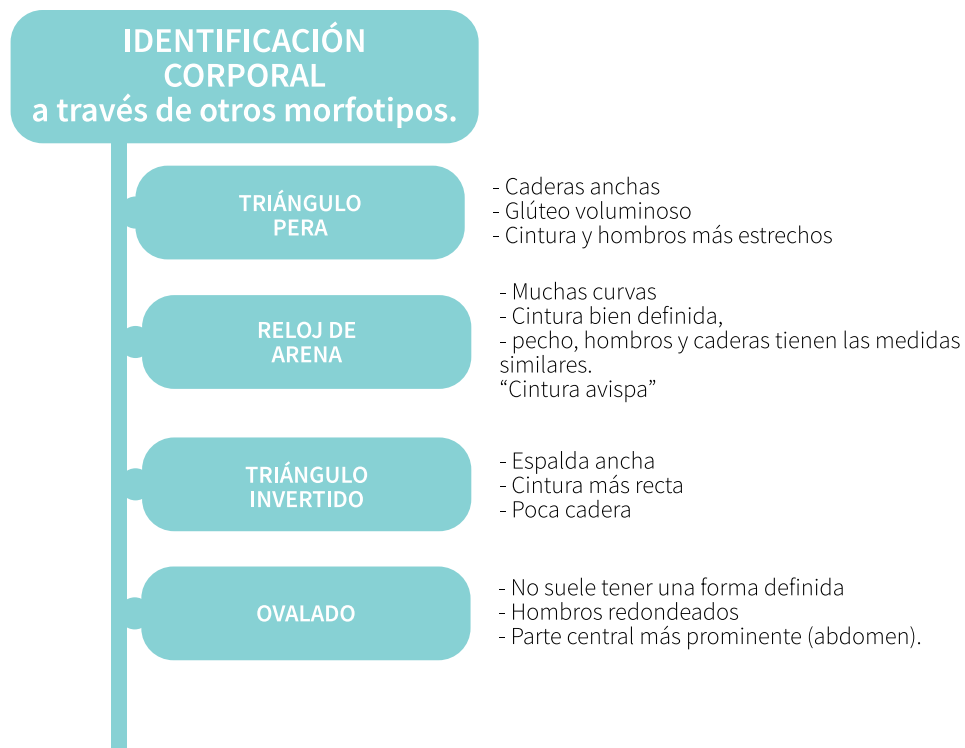 IDENTIFICACIÓN
CORPORAL
a través de otros morfotipos.
TRIÁNGULO
PERA
- Caderas anchas
- Glúteo voluminoso
- Cintura y hombros más estrechos
RELOJ DE
ARENA
- Muchas curvas
- Cintura bien definida,
- pecho, hombros y caderas tienen las medidas
similares.
“Cintura avispa”
TRIÁNGULO
INVERTIDO
- Espalda ancha
- Cintura más recta
- Poca cadera
OVALADO
- No suele tener una forma definida
- Hombros redondeados
- Parte central más prominente (abdomen).